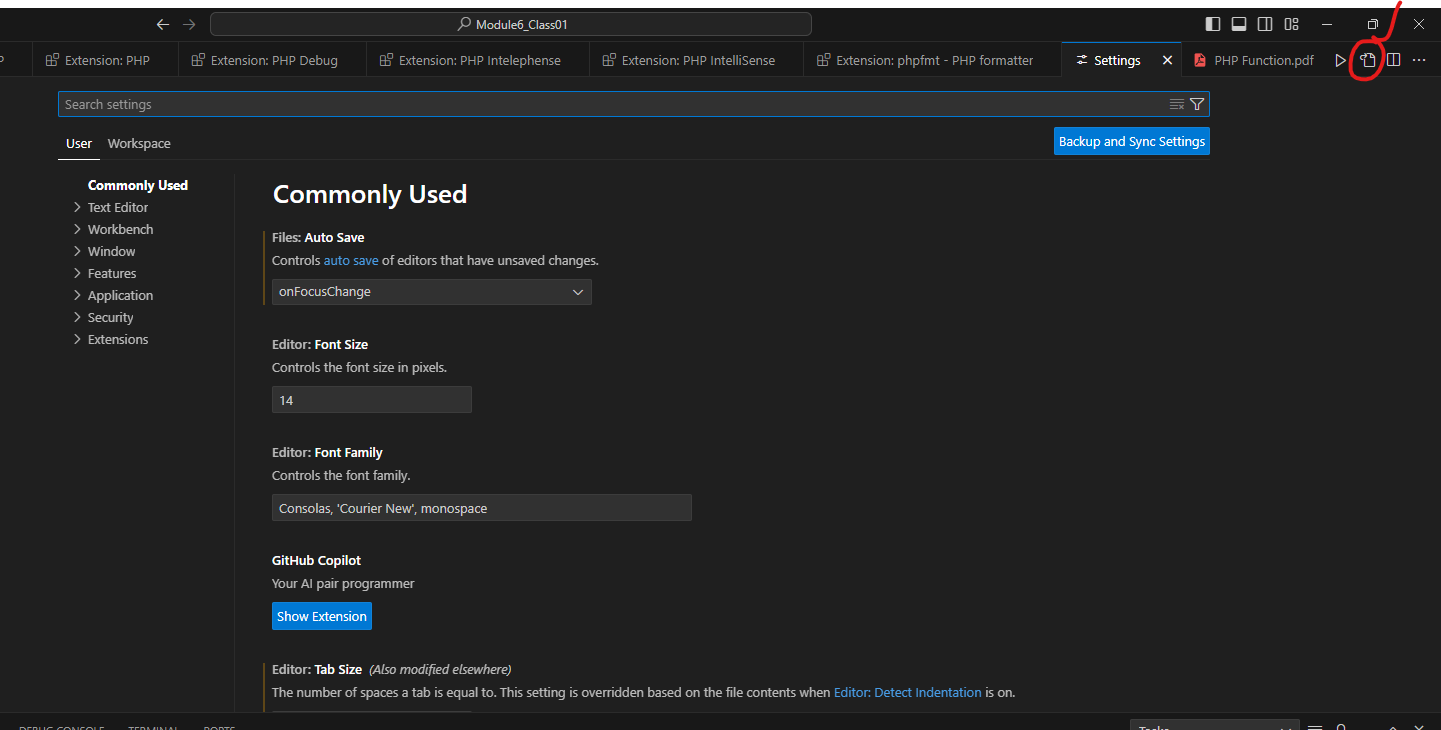 Module6_Class01
P Extension: PHP Extension: PHP Debug Extension: PHP Intelephense Extension: PHP IntelliSense Extension: phpfmt - PHP formatter Settings PHP Function.pdf
Search settings
User Workspace Backup and Sync Settings
Commonly Used
Text Editor
Workbench
Window
Features
Application
Security
Extensions
Commonly Used
Files: Auto Save
Controls auto save of editors that have unsaved changes.
onFocusChange
Editor: Font Size
Controls the font size in pixels.
14
Editor: Font Family
Controls the font family.
Consolas, 'Courier New', monospace
GitHub Copilot
Your AI pair programmer
Show Extension
Editor: Tab Size (Also modified elsewhere)
The number of spaces a tab is equal to. This setting is overridden based on the file contents when Editor: Detect Indentation is on.
DEBUG CONSOLE TERMINAL PORTS Tasks